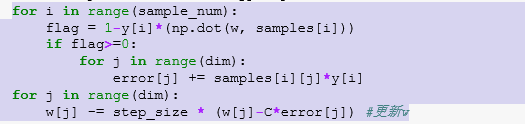 for i in range(sample_num):
    flag = 1-y[i]*(np.dot(w, samples[i]))
    if flag>=0:
        for j in range(dim):
            error[j] += samples[i][j]*y[i]
for j in range(dim):
    w[j] -= step_size * (w[j]-C*error[j]) #更新w